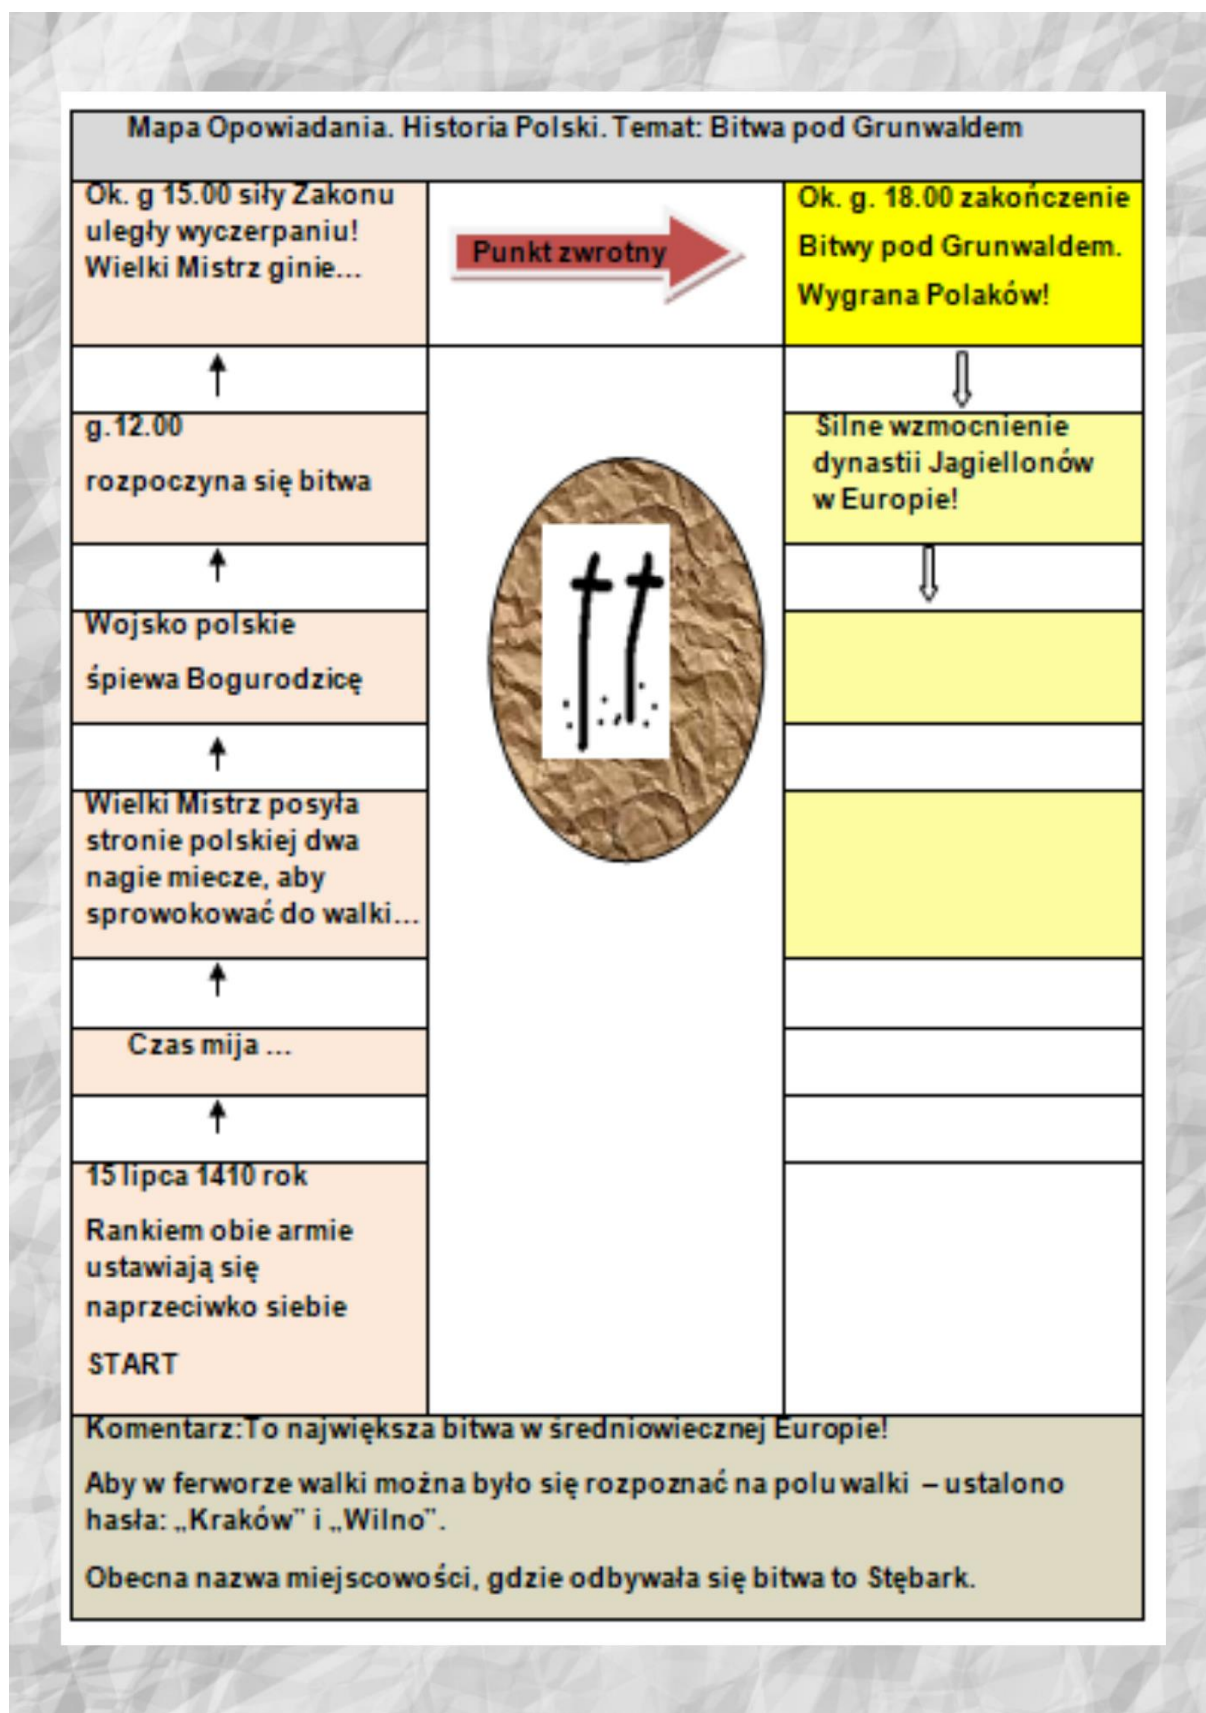 Mapa Opowiadania. Historia Polski. Temat: Bitwa pod Grunwaldem
Ok. g 15.00 siły Zakonu
uległy wyczerpaniu!
Wielki Mistrz ginie...
Punkt zwrotny
Ok. g. 18.00 zakończenie
Bitwy pod Grunwaldem.
Wygrana Polaków!
g.12.00
rozpoczyna się bitwa
Silne wzmocnienie
dynastii Jagiellonów
w Europie!
Wojsko polskie
śpiewa Bogurodzicę
Wielki Mistrz posyła
stronie polskiej dwa
nagie miecze, aby
sprowokować do walki...
Czas mija ...
15 lipca 1410 rok
Rankiem obie armie
ustawiają się
naprzeciwko siebie
START
Komentarz:To największa bitwa w średniowiecznej Europie!
Aby w ferworze walki można było się rozpoznać na polu walki – ustalono
hasła: „Kraków” i „Wilno”.
Obecna nazwa miejscowości, gdzie odbywała się bitwa to Stębark.